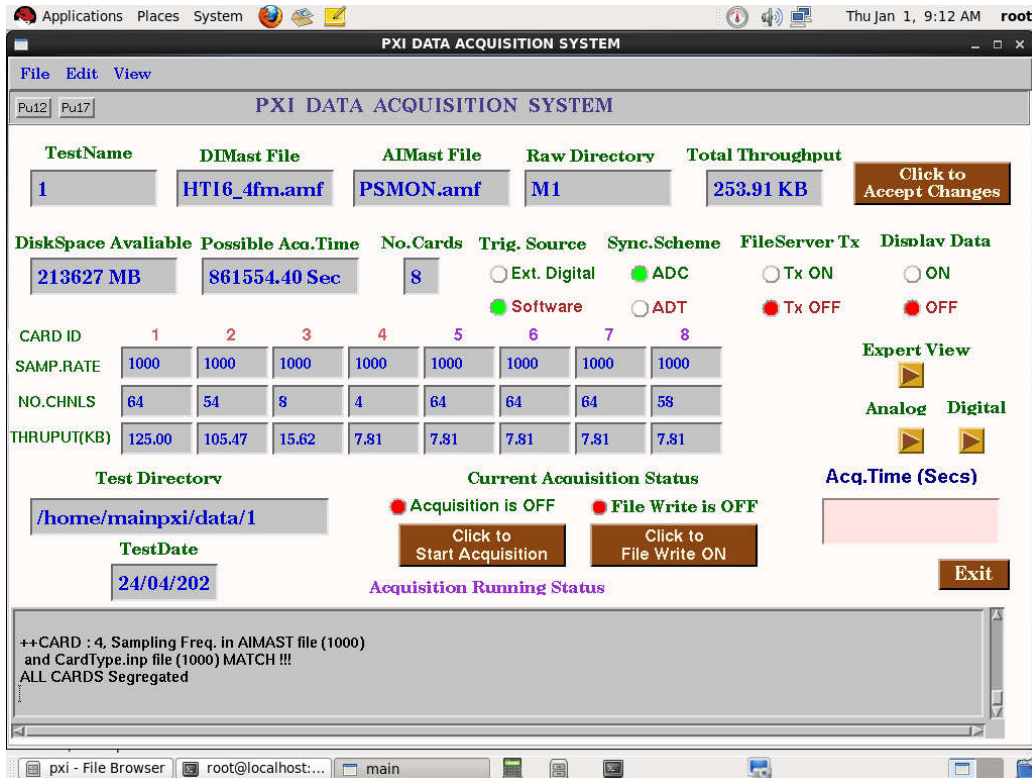 Applications Places System Thu Jan 1, 9:12 AM root
PXI DATA ACQUISITION SYSTEM
File Edit View
Pu12 Pu17 PXI DATA ACQUISITION SYSTEM
TestName DIMast File AIMast File Raw Directory Total Throughput
1 HTI6_4fm.amf PSMON.amf M1 253.91 KB Click to
Accept Changes
DiskSpace Avaliable Possible Acq.Time No.Cards Trig. Source Sync.Scheme FileServer Tx Display Data
213627 MB 861554.40 Sec 8 Ext. Digital ADC Tx ON ON
Software ADT Tx OFF OFF
CARD ID 1 2 3 4 5 6 7 8
SAMP.RATE 1000 1000 1000 1000 1000 1000 1000 1000
Expert View
NO.CHNLS 64 54 8 4 64 64 64 58
Analog Digital
THRUPUT(KB) 125.00 105.47 15.62 7.81 7.81 7.81 7.81 7.81
Test Directory Current Acquisition Status Acq.Time (Secs)
/home/mainpxi/data/1 Acquisition is OFF File Write is OFF
Click to Click to
Start Acquisition File Write ON
TestDate
24/04/202 Acquisition Running Status Exit
++CARD : 4, Sampling Freq. in AIMAST file (1000)
and CardType.inp file (1000) MATCH !!!
ALL CARDS Segregated
pxi - File Browser root@localhost:... main